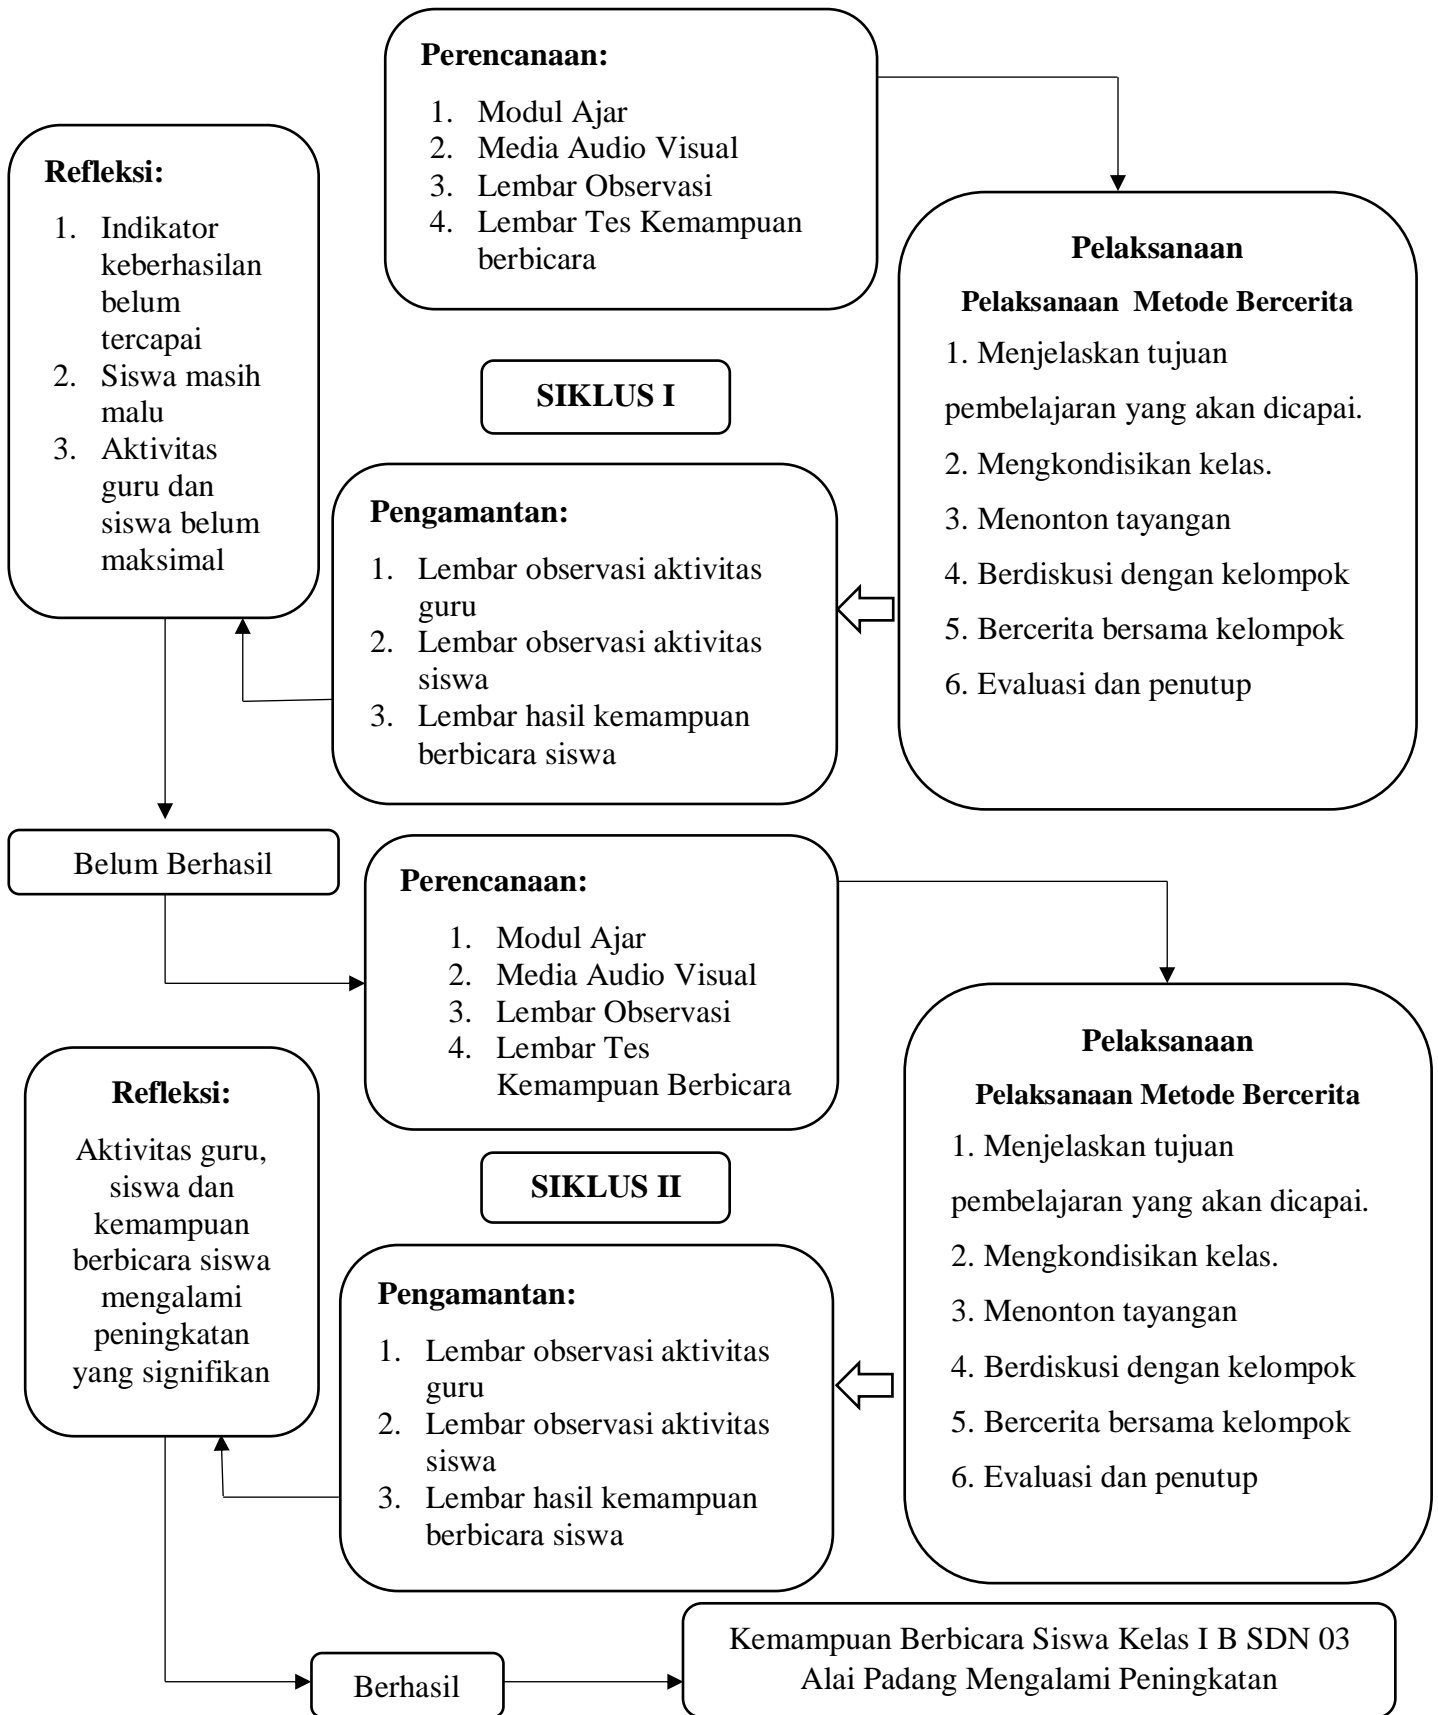 Perencanaan:
1. Modul Ajar
2. Media Audio Visual
3. Lembar Observasi
4. Lembar Tes Kemampuan
berbicara
Pelaksanaan
Pelaksanaan Metode Bercerita
1. Menjelaskan tujuan
pembelajaran yang akan dicapai.
2. Mengkondisikan kelas.
3. Menonton tayangan
4. Berdiskusi dengan kelompok
5. Bercerita bersama kelompok
6. Evaluasi dan penutup
SIKLUS I
Pengamantan:
1. Lembar observasi aktivitas
guru
2. Lembar observasi aktivitas
siswa
3. Lembar hasil kemampuan
berbicara siswa
Refleksi:
1. Indikator
keberhasilan
belum
tercapai
2. Siswa masih
malu
3. Aktivitas
guru dan
siswa belum
maksimal
Belum Berhasil
Perencanaan:
1. Modul Ajar
2. Media Audio Visual
3. Lembar Observasi
4. Lembar Tes
Kemampuan Berbicara
Pelaksanaan
Pelaksanaan Metode Bercerita
1. Menjelaskan tujuan
pembelajaran yang akan dicapai.
2. Mengkondisikan kelas.
3. Menonton tayangan
4. Berdiskusi dengan kelompok
5. Bercerita bersama kelompok
6. Evaluasi dan penutup
SIKLUS II
Pengamantan:
1. Lembar observasi aktivitas
guru
2. Lembar observasi aktivitas
siswa
3. Lembar hasil kemampuan
berbicara siswa
Refleksi:
Aktivitas guru,
siswa dan
kemampuan
berbicara siswa
mengalami
peningkatan
yang signifikan
Berhasil
Kemampuan Berbicara Siswa Kelas I B SDN 03
Alai Padang Mengalami Peningkatan